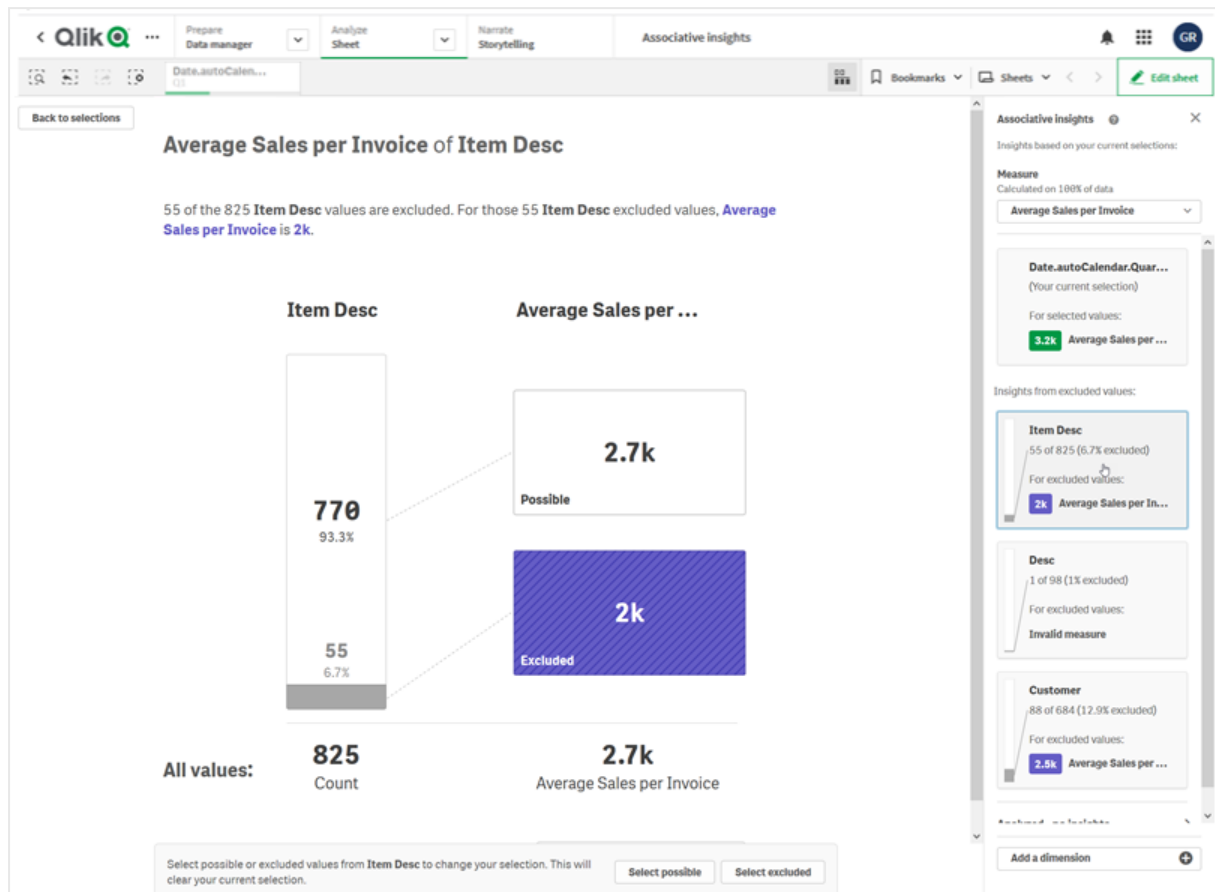 Qlik
...
Prepare
Data manager
Analyze
Sheet
Narrate
Storytelling
Associative insights
GR
Date.autoCalen...
Bookmarks
Sheets
Edit sheet
Back to selections
Average Sales per Invoice of Item Desc
55 of the 825 Item Desc values are excluded. For those 55 Item Desc excluded values, Average
Sales per Invoice is 2k.
Item Desc
Average Sales per ...
770
93.3%
55
6.7%
2.7k
Possible
2k
Excluded
All values:
825
Count
2.7k
Average Sales per Invoice
Select possible or excluded values from Item Desc to change your selection. This will
clear your current selection.
Select possible
Select excluded
Associative insights
Insights based on your current selections:
Measure
Calculated on 100% of data
Average Sales per Invoice
Date.autoCalendar.Quar...
(Your current selection)
For selected values:
3.2k Average Sales per ...
Insights from excluded values:
Item Desc
55 of 825 (6.7% excluded)
For excluded values:
2k Average Sales per In...
Desc
1 of 98 (1% excluded)
For excluded values:
Invalid measure
Customer
88 of 684 (12.9% excluded)
For excluded values:
2.5k Average Sales per ...
Add a dimension